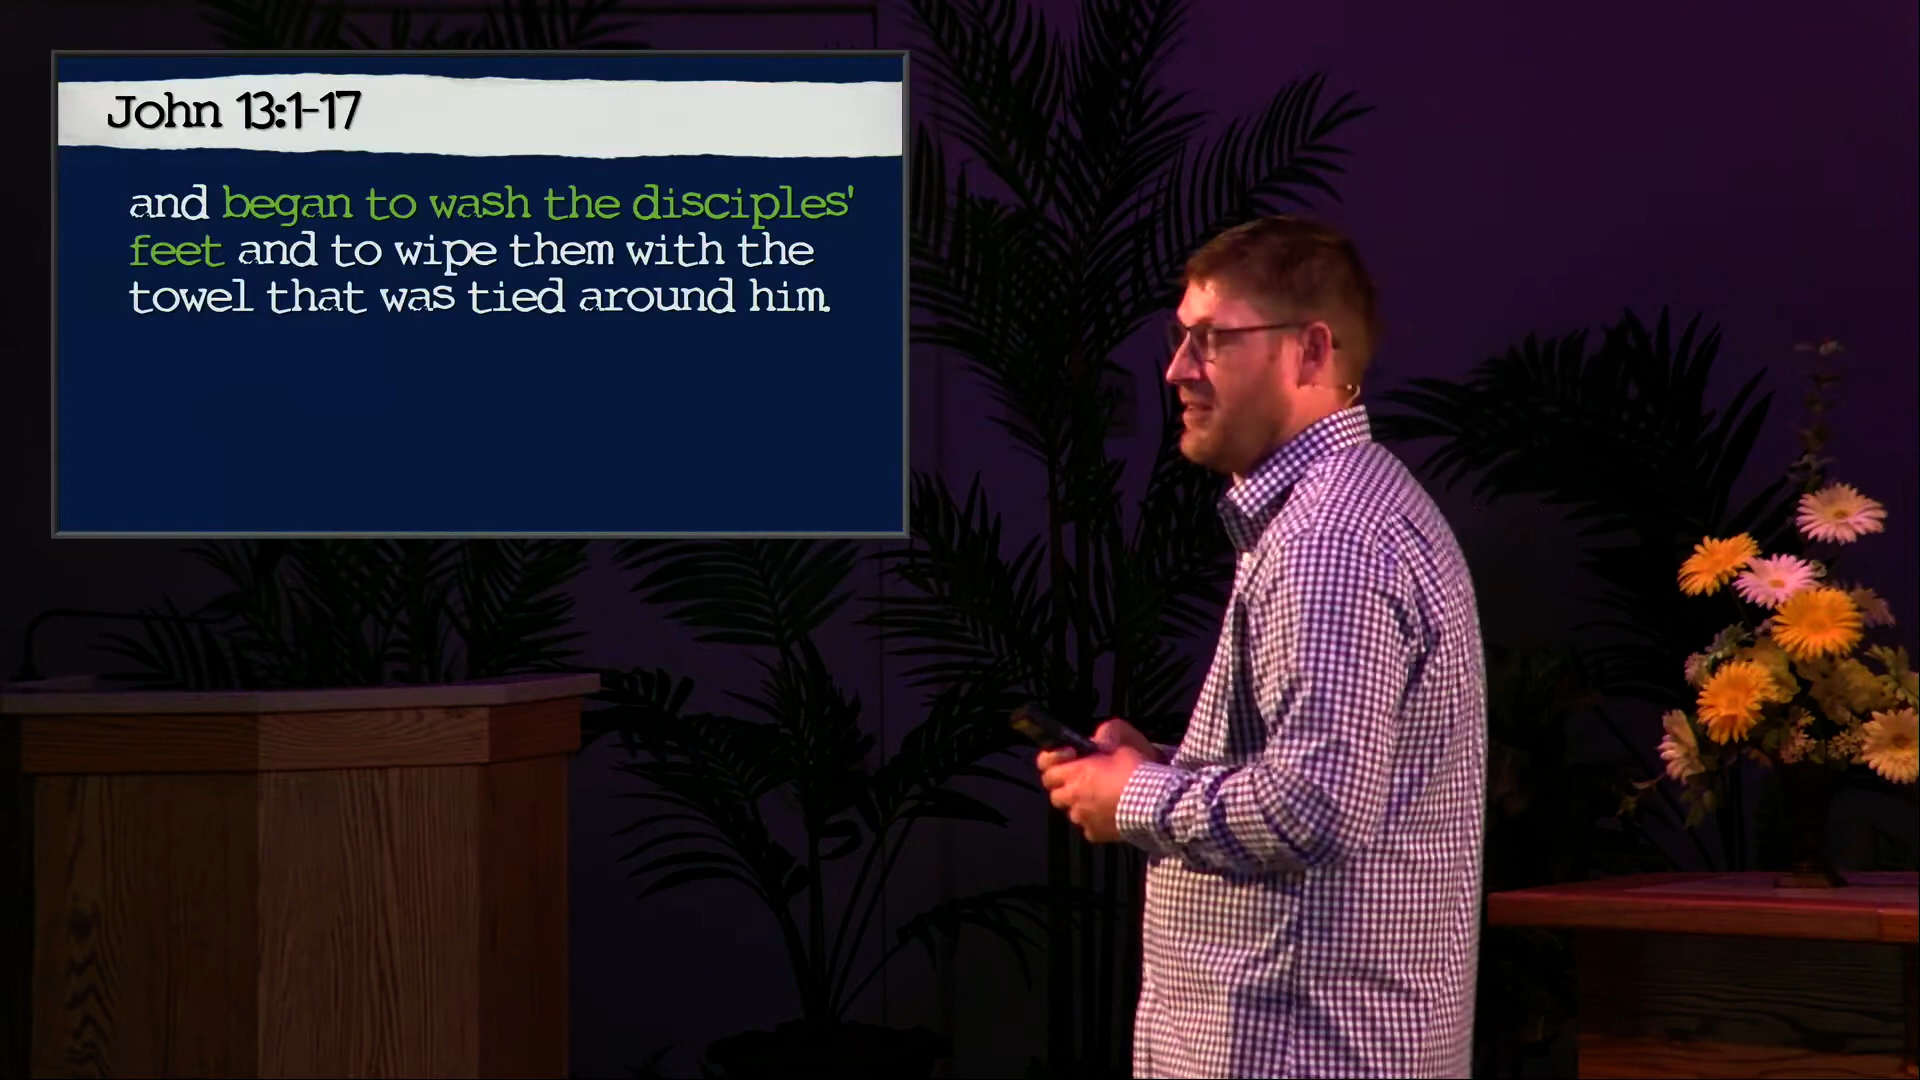 John 13:1-17
and began to wash the disciples'
feet and to wipe them with the
towel that was tied around him.